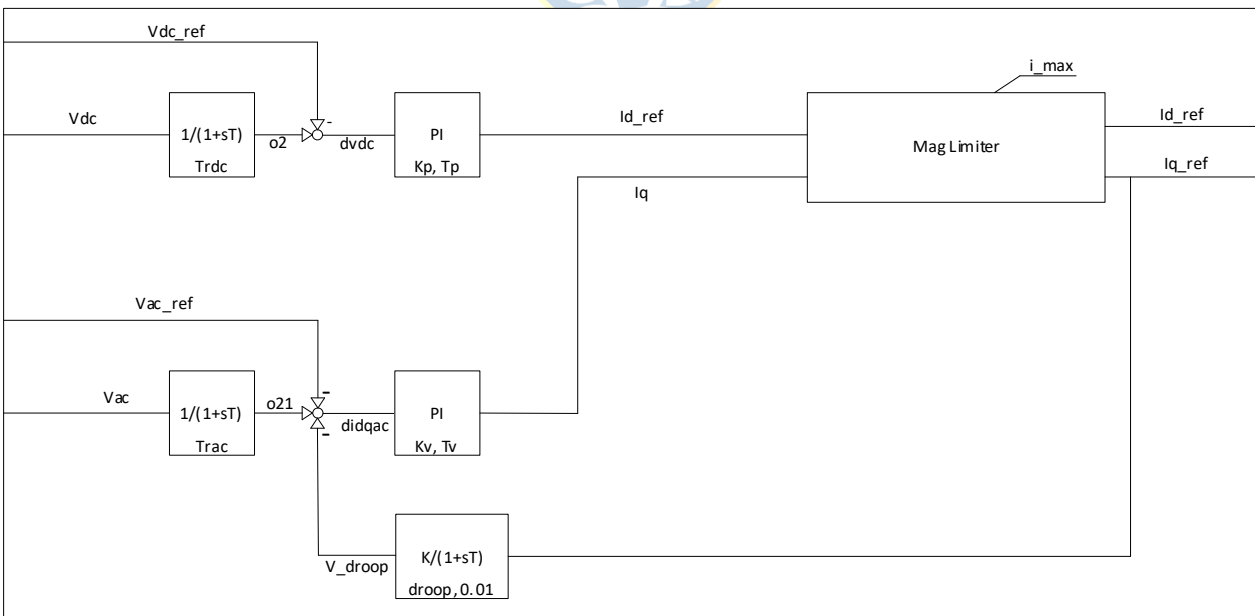 Vdc_ref
i_max
Vdc
1/(1+sT)
Trdc
o2
-
dvdc
PI
Kp, Tp
Id_ref
Mag Limiter
Id_ref
Iq_ref
Iq
Vac_ref
Vac
1/(1+sT)
Trac
o21
-
-
didqac
PI
Kv, Tv
V_droop
K/(1+sT)
droop,0.01